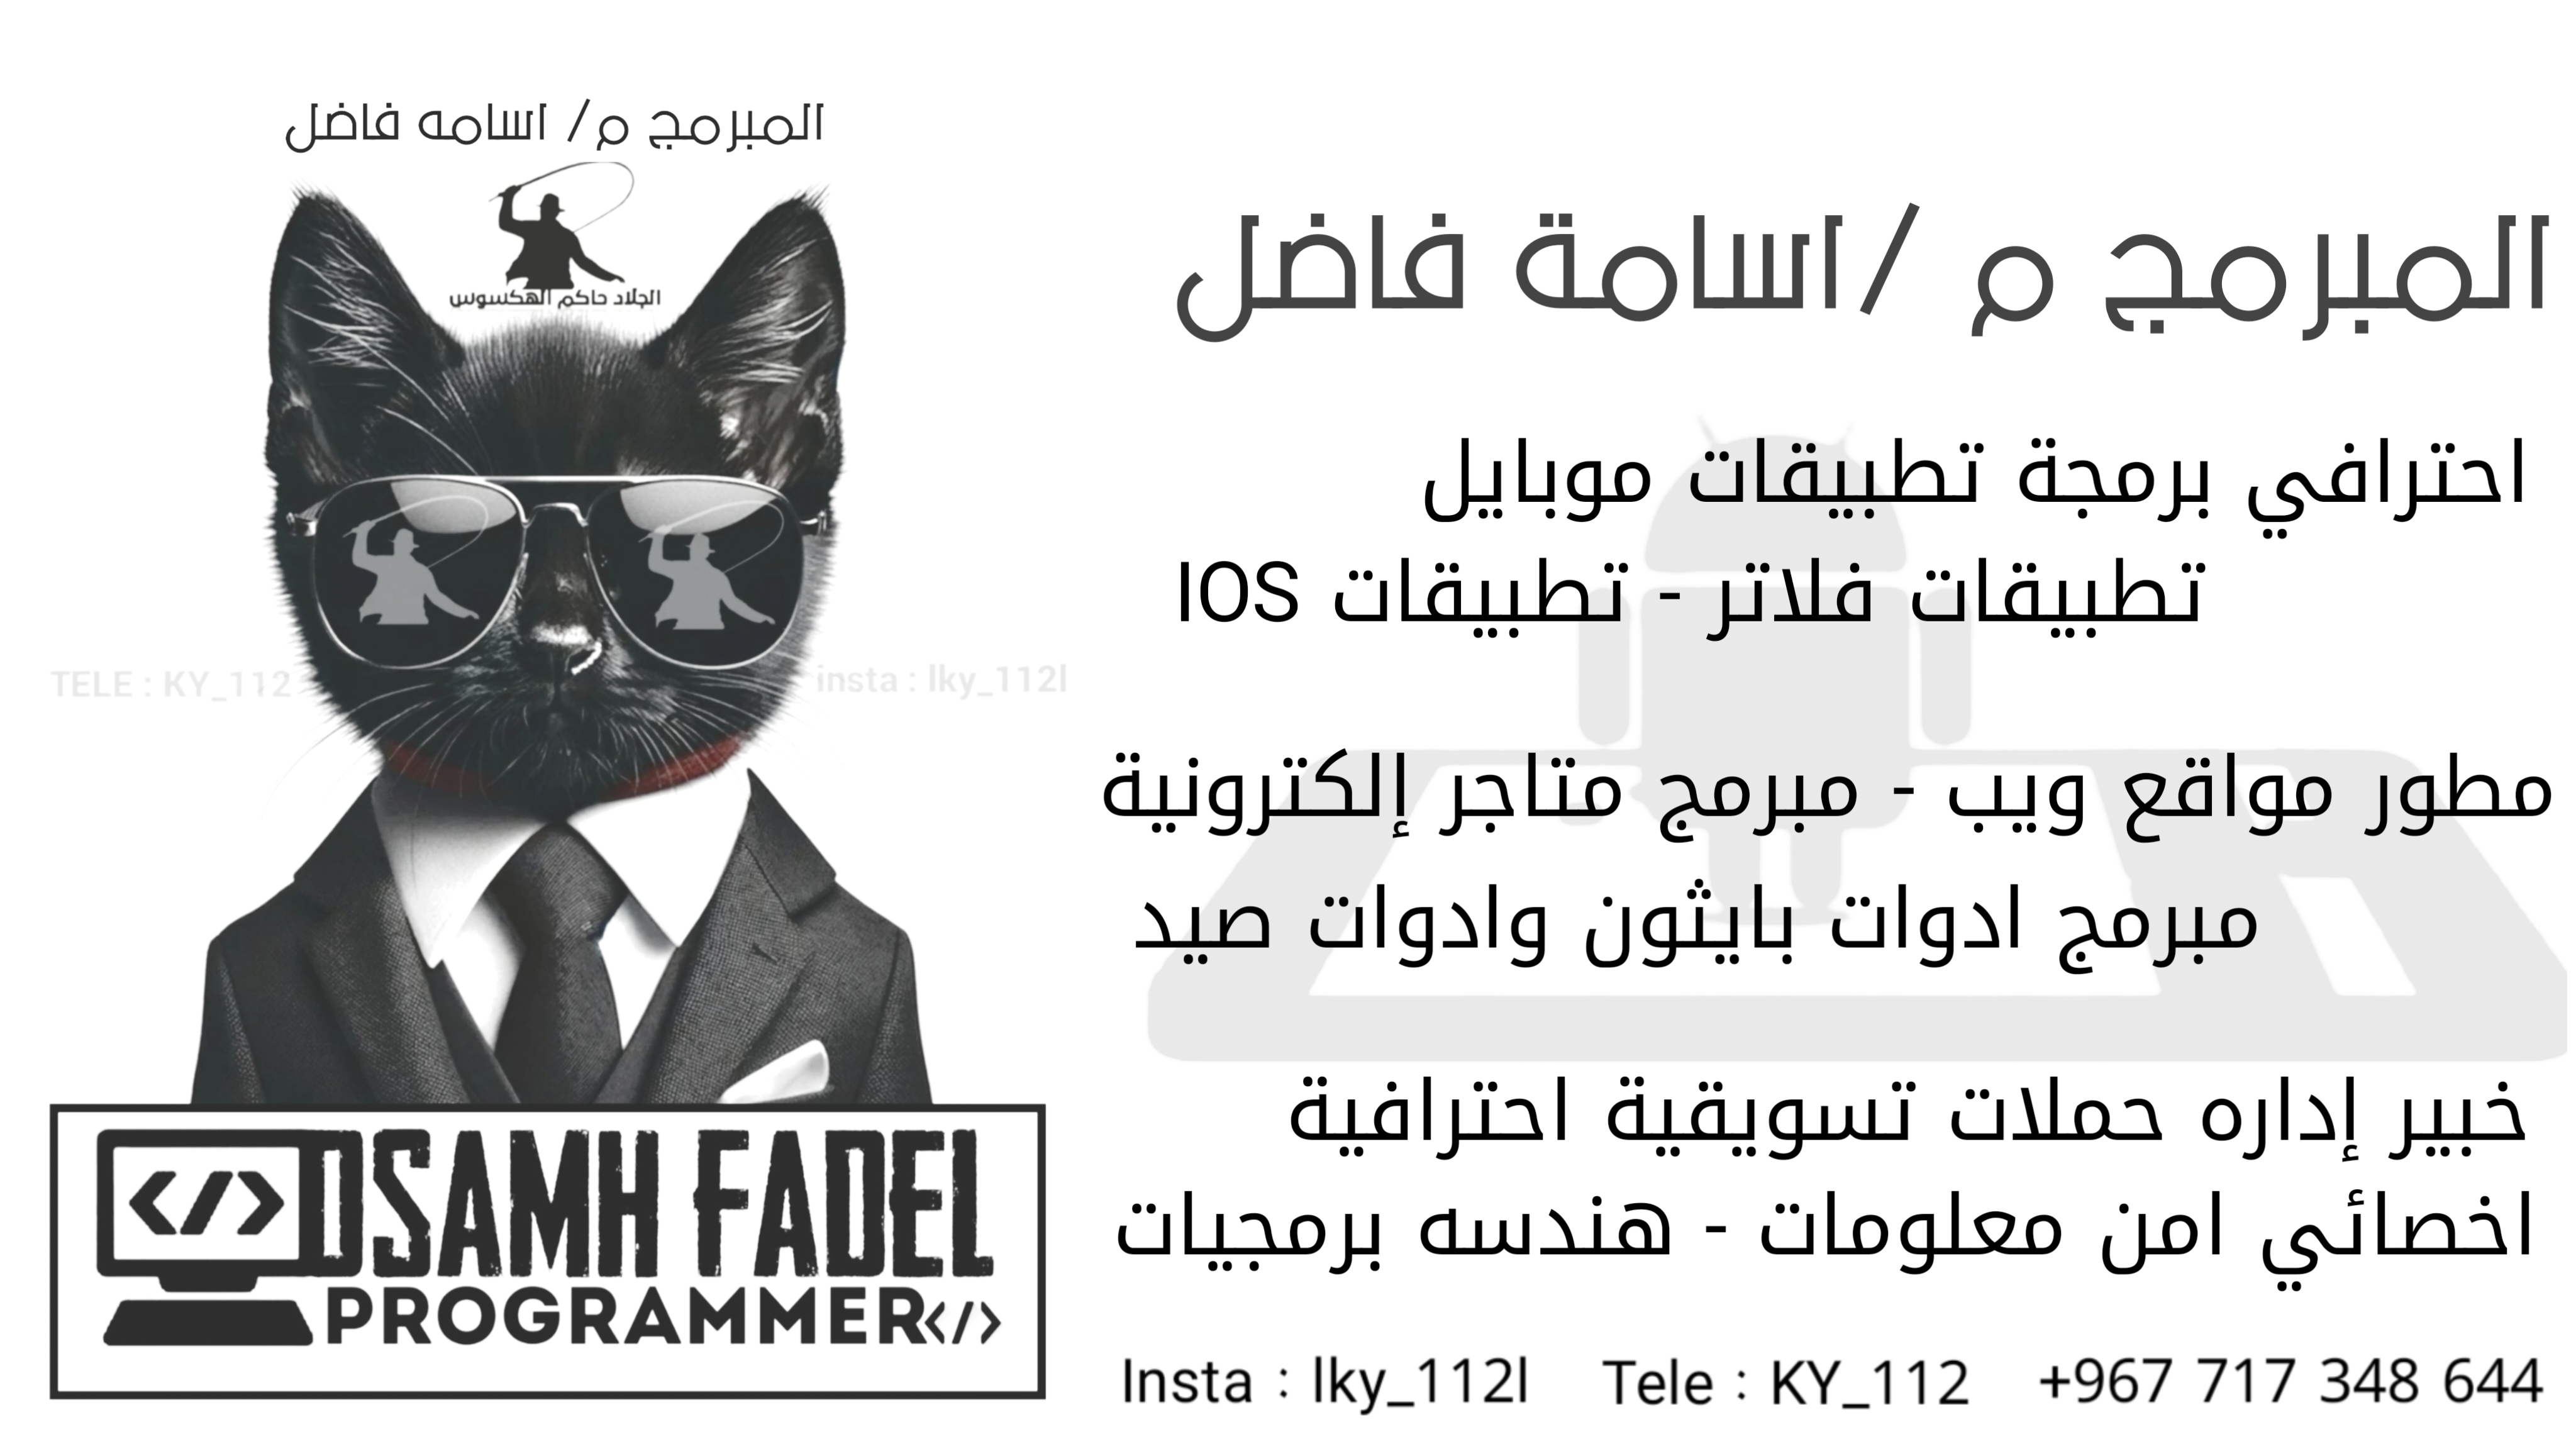 المبرمج م/ اسامه فاضل
الجلاد حاكم الهكسوس
TELE : KY_112
insta : lky_112l
</>
OSAMH FADEL
PROGRAMMER</>
المبرمج م /اسامة فاضل
احترافي برمجة تطبيقات موبايل
تطبيقات فلاتر - تطبيقات IOS
مطور مواقع ويب - مبرمج متاجر إلكترونية
مبرمج ادوات بايثون وادوات صيد
خبير إداره حملات تسويقية احترافية
اخصائي امن معلومات - هندسه برمجيات
Insta : lky_112l Tele : KY_112 +967 717 348 644